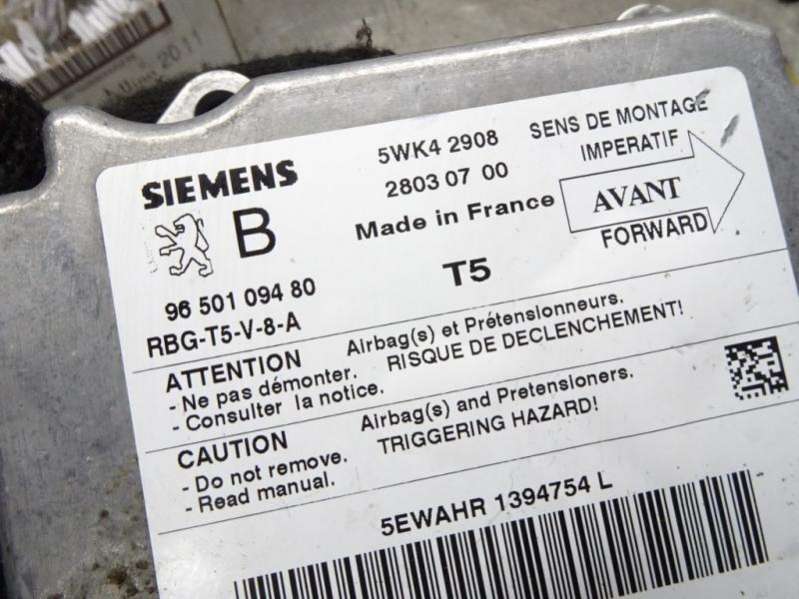 2011
SIEMENS
5WK4 2908
SENS DE MONTAGE
IMPERATIF
B
28030 07 00
AVANT
Made in France
FORWARD
96 501 094 80
T5
RBG-T5-V-8-A
ATTENTION
Airbag(s) et Prétensionneurs.
- Ne pas démonter.
RISQUE DE DECLENCHEMENT!
- Consulter la notice.
CAUTION
Airbag(s) and Pretensioners.
- Do not remove.
TRIGGERING HAZARD!
- Read manual.
5EWAHR 1394754 L